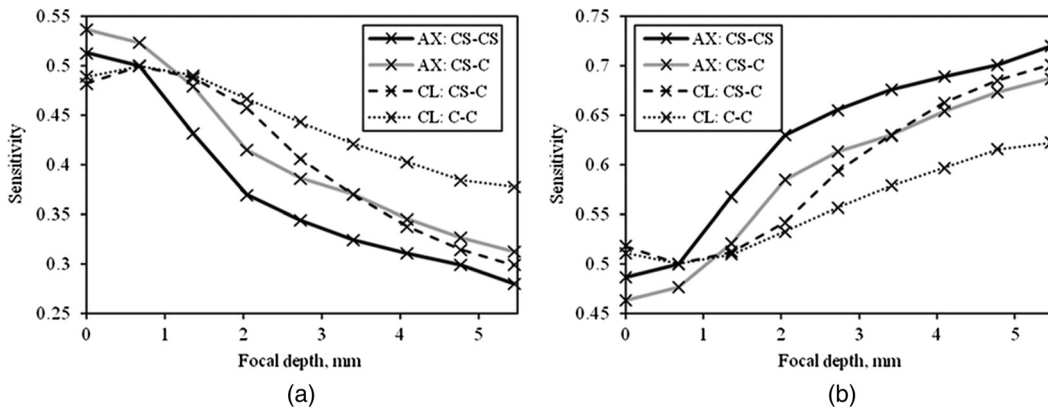 0.55
0.5
0.45
0.4
0.35
0.3
0.25
Sensitivity
0 1 2 3 4 5
Focal depth, mm
AX: CS-CS
AX: CS-C
CL: CS-C
CL: C-C
(a)
0.75
0.7
0.65
0.6
0.55
0.5
0.45
Sensitivity
0 1 2 3 4 5
Focal depth, mm
AX: CS-CS
AX: CS-C
CL: CS-C
CL: C-C
(b)